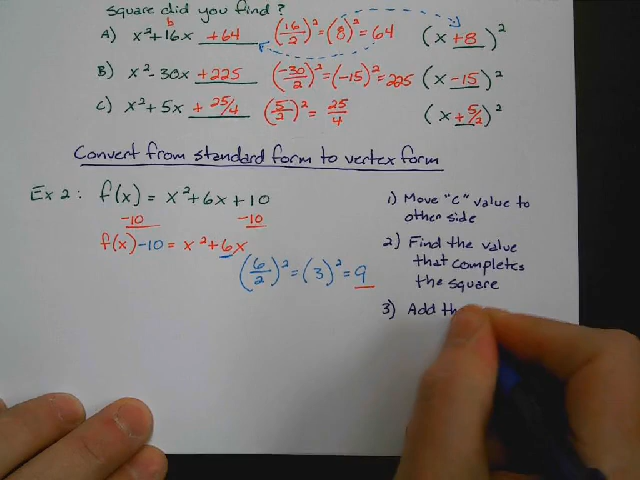 square did you find?
b
A) x²+16x +64 (16/2)² = (8)² = 64 (x +8)²
B) x²-30x +225 (-30/2)² = (-15)² = 225 (x -15)²
C) x²+5x + 25/4 (5/2)² = 25/4 (x +5/2)²
Convert from standard form to vertex form
Ex 2: f(x) = x²+6x+10
-10 -10
f(x)-10 = x²+6x
(6/2)² = (3)² = 9
1) Move "C" value to
other side
2) Find the value
that completes
the square
3) Add th